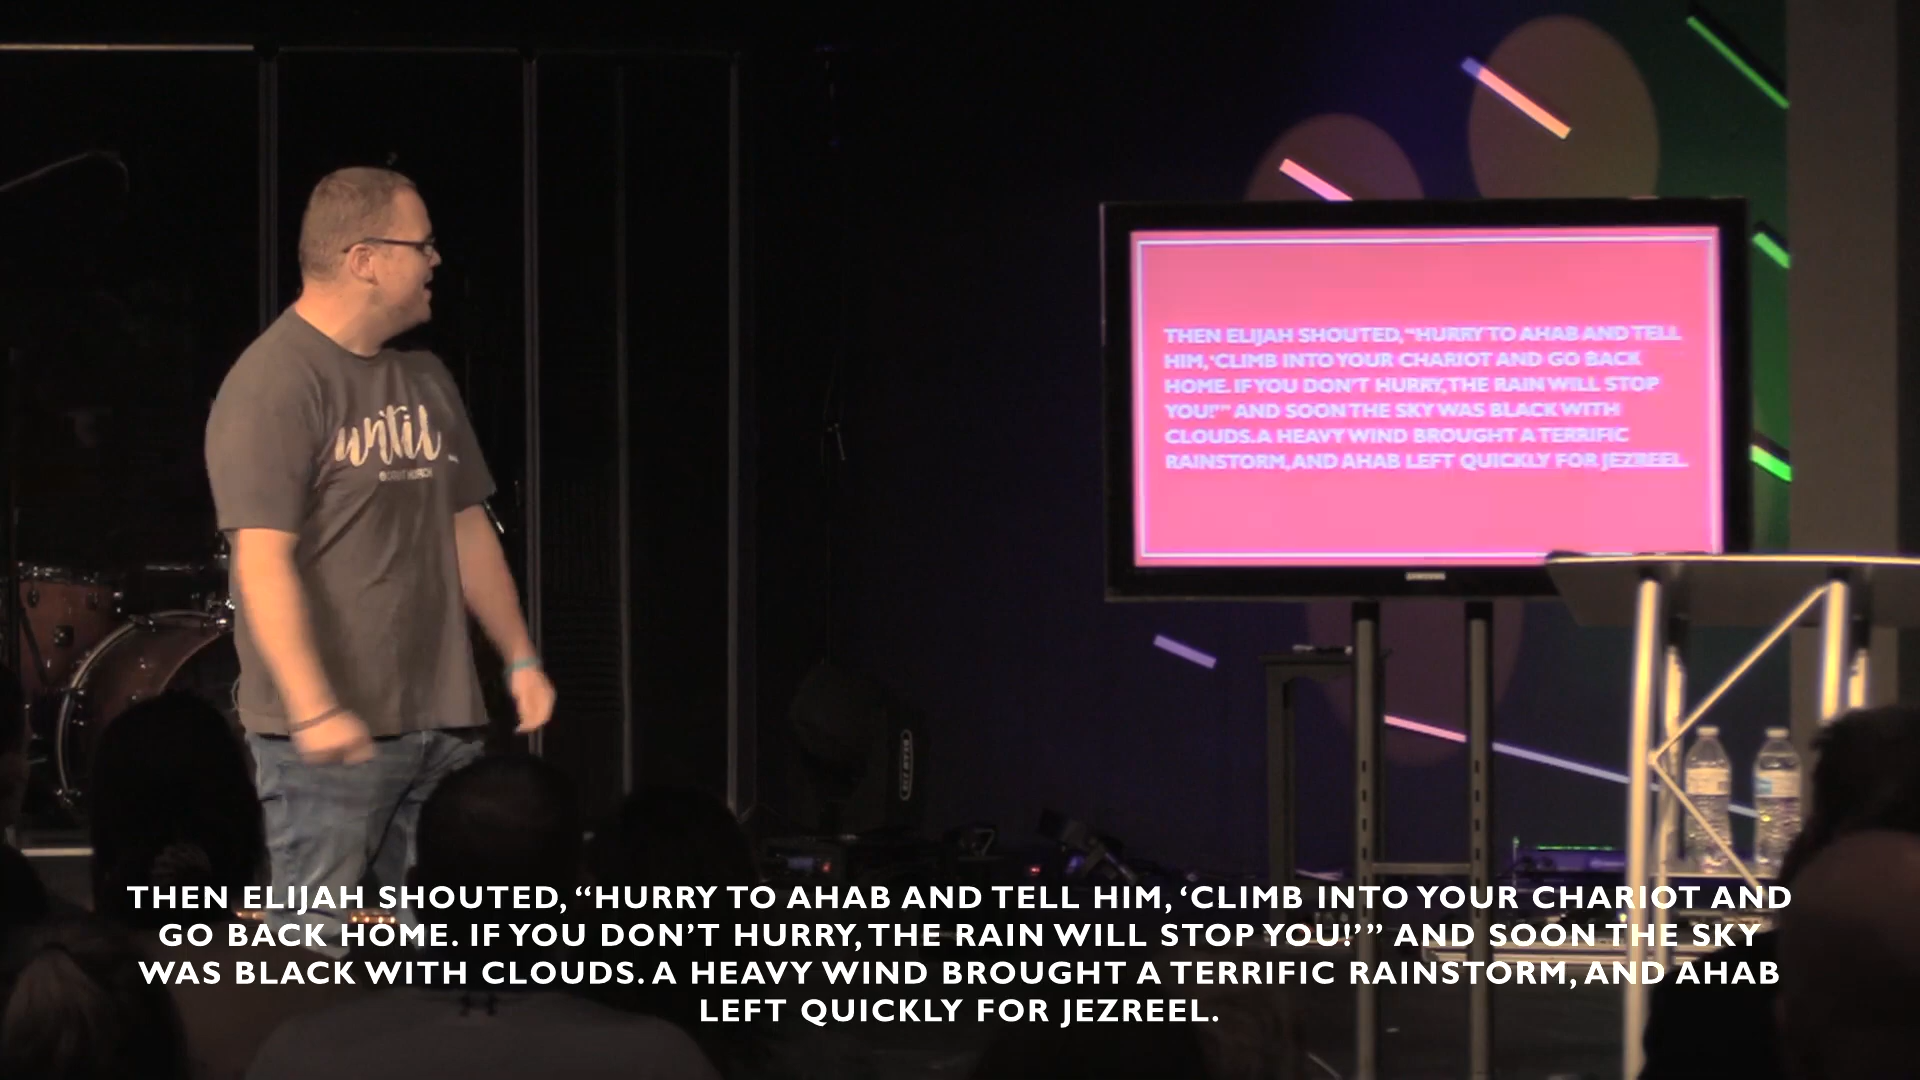 until
THEN ELIJAH SHOUTED, “HURRY TO AHAB AND TELL
HIM, ‘CLIMB INTO YOUR CHARIOT AND GO BACK
HOME. IF YOU DON’T HURRY, THE RAIN WILL STOP
YOU!’” AND SOON THE SKY WAS BLACK WITH
CLOUDS. A HEAVY WIND BROUGHT A TERRIFIC
RAINSTORM, AND AHAB LEFT QUICKLY FOR JEZREEL.
SAMSUNG
THEN ELIJAH SHOUTED, “HURRY TO AHAB AND TELL HIM, ‘CLIMB INTO YOUR CHARIOT AND
GO BACK HOME. IF YOU DON’T HURRY, THE RAIN WILL STOP YOU!’” AND SOON THE SKY
WAS BLACK WITH CLOUDS. A HEAVY WIND BROUGHT A TERRIFIC RAINSTORM, AND AHAB
LEFT QUICKLY FOR JEZREEL.